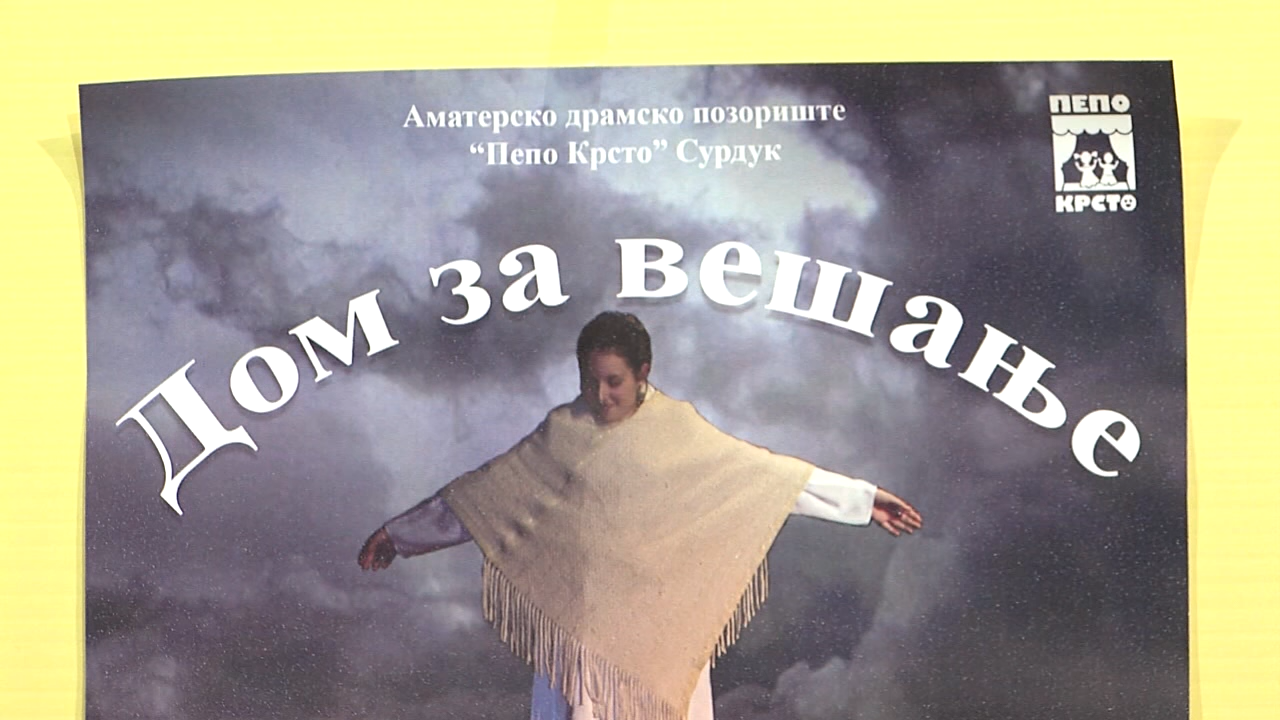 Аматерско драмско позориште
“Пепо Крсто” Сурдук
ПЕПО
КРСТО
Дом за вешање